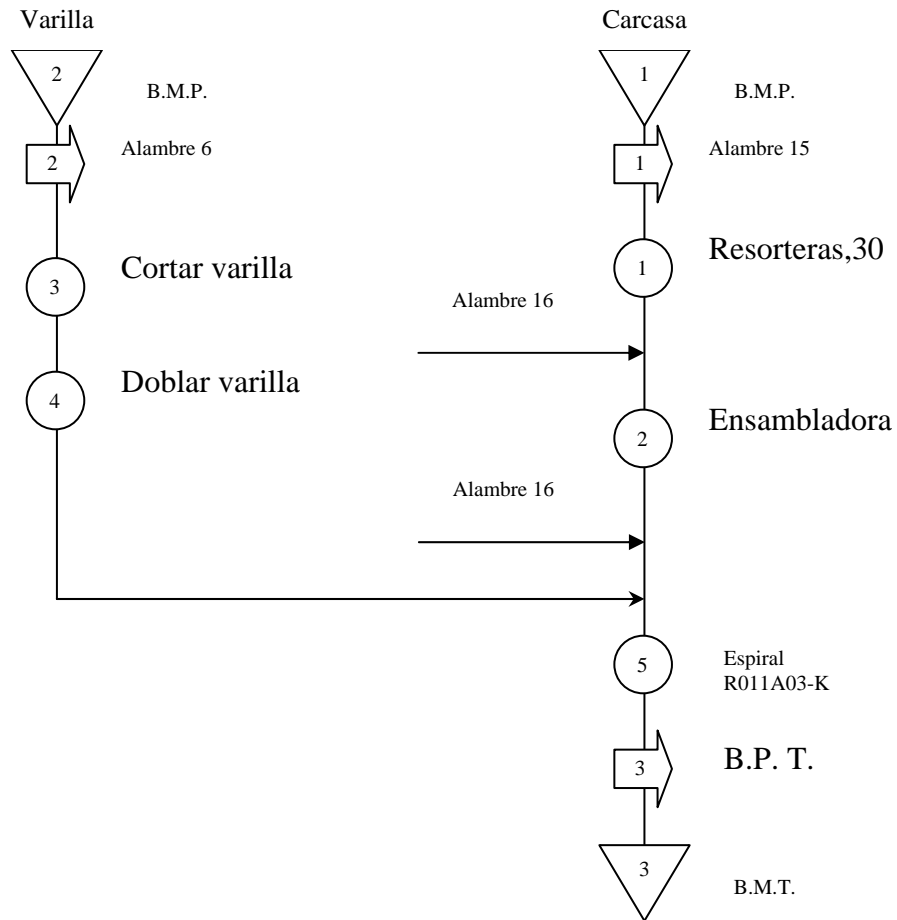 Varilla
Carcasa
2
B.M.P.
1
B.M.P.
2
Alambre 6
1
Alambre 15
3
Cortar varilla
1
Resorteras,30
Alambre 16
4
Doblar varilla
2
Ensambladora
Alambre 16
5
Espiral
R011A03-K
3
B.P. T.
3
B.M.T.